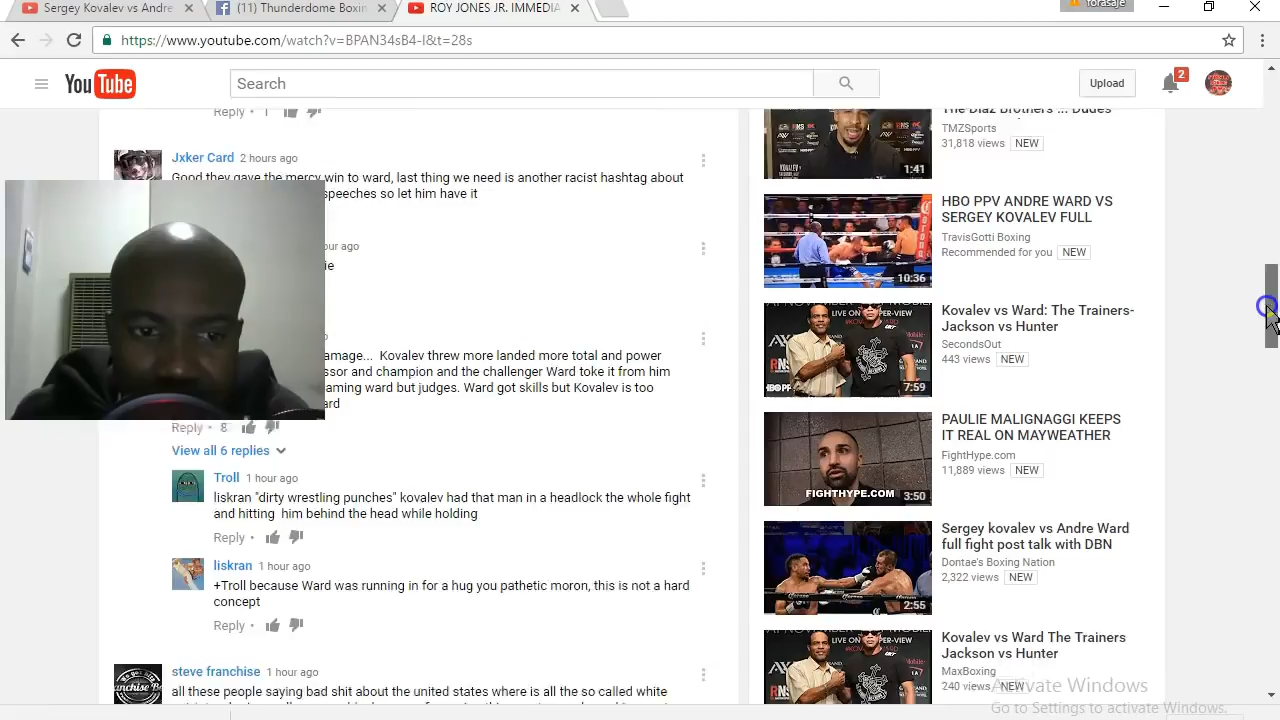 Sergey Kovalev vs Andre
(11) Thunderdome Boxin
ROY JONES JR. IMMEDIA
forasaje
https://www.youtube.com/watch?v=BPAN34sB4-I&t=28s
YouTube
Search
Upload
2
Reply · 1
Jxker Card 2 hours ago
Good they gave the mercy win to ward, last thing we need is another racist hashtag about
speecies so let him have it
hour ago
ie
amage... Kovalev threw more landed more total and power
ssor and champion and the challenger Ward toke it from him
aming ward but judges. Ward got skills but Kovalev is too
ard
Reply · 8
View all 6 replies
Troll 1 hour ago
liskran "dirty wrestling punches" kovalev had that man in a headlock the whole fight
and hitting him behind the head while holding
Reply ·
liskran 1 hour ago
+Troll because Ward was running in for a hug you pathetic moron, this is not a hard
concept
Reply ·
steve franchise 1 hour ago
all these people saying bad shit about the united states where is all the so called white
The Diaz Brothers ... Dudes
TMZSports
31,818 views NEW
1:41
HBO PPV ANDRE WARD VS
SERGEY KOVALEV FULL
TravisGotti Boxing
Recommended for you NEW
10:36
Kovalev vs Ward: The Trainers-
Jackson vs Hunter
SecondsOut
443 views NEW
7:59
PAULIE MALIGNAGGI KEEPS
IT REAL ON MAYWEATHER
FightHype.com
11,889 views NEW
FIGHTHYPE.COM
3:50
Sergey kovalev vs Andre Ward
full fight post talk with DBN
Dontae's Boxing Nation
2,322 views NEW
2:55
Kovalev vs Ward The Trainers
Jackson vs Hunter
MaxBoxing
240 views NEW
Activate Windows
Go to Settings to activate Windows.